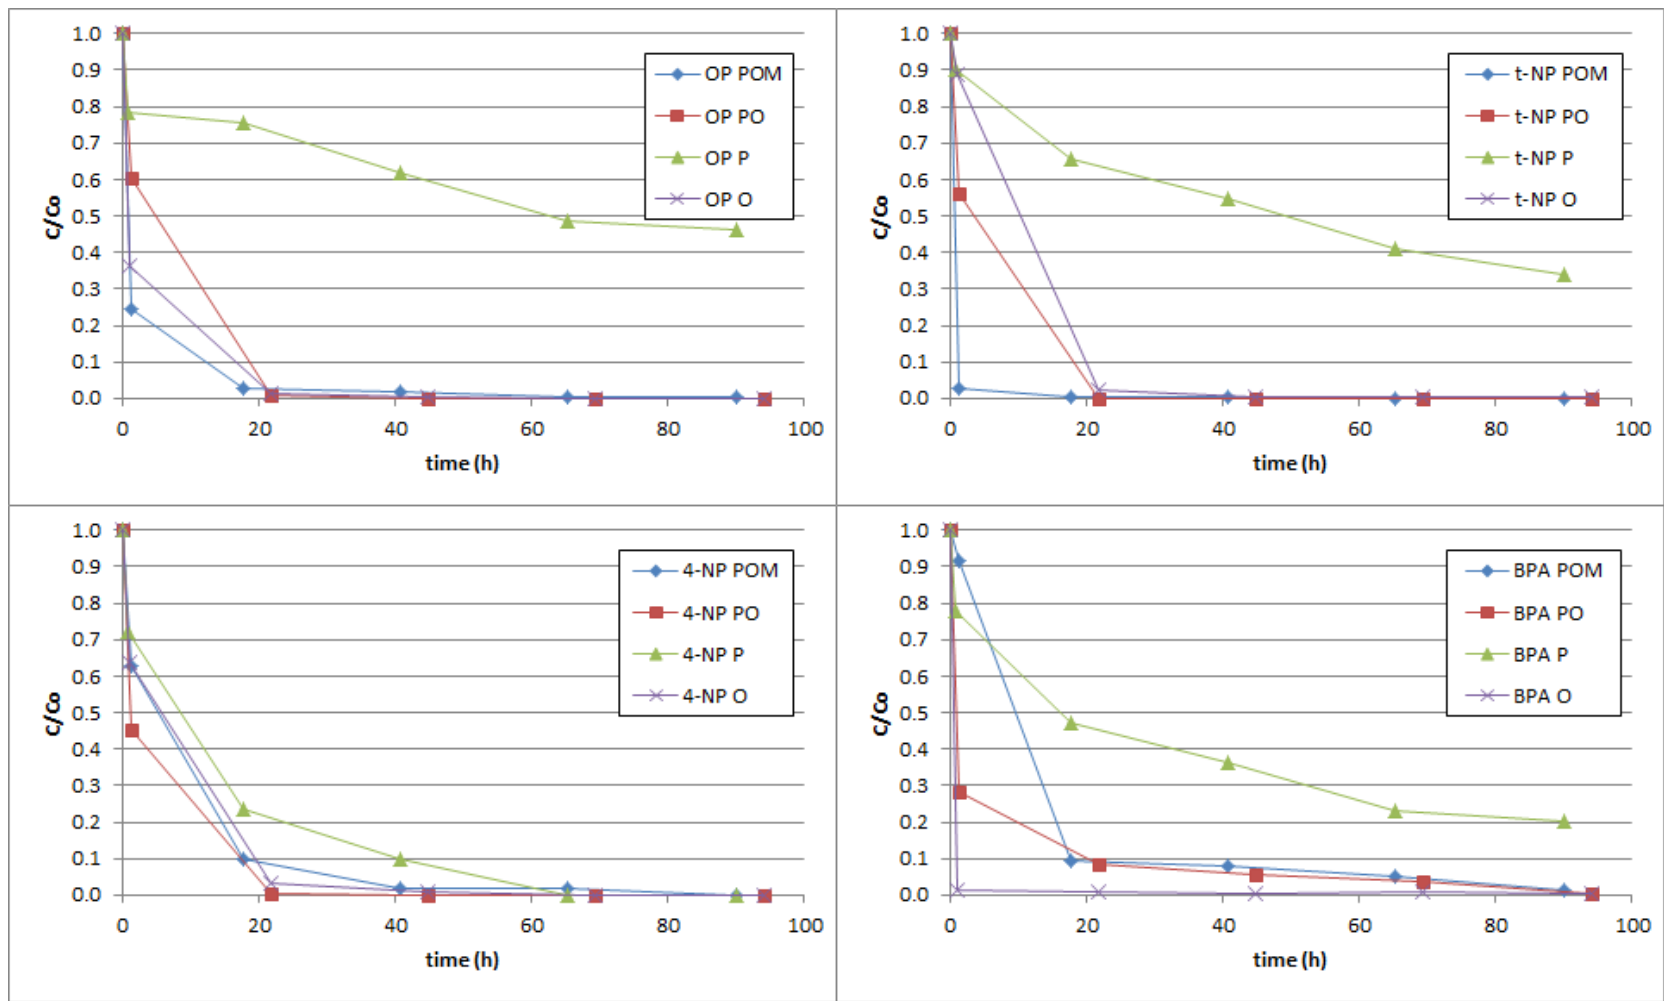 1.0
0.9
0.8
0.7
0.6
0.5
0.4
0.3
0.2
0.1
0.0
C/Co
0 20 40 60 80 100
time (h)
OP POM
OP PO
OP P
OP O
1.0
0.9
0.8
0.7
0.6
0.5
0.4
0.3
0.2
0.1
0.0
C/Co
0 20 40 60 80 100
time (h)
t-NP POM
t-NP PO
t-NP P
t-NP O
1.0
0.9
0.8
0.7
0.6
0.5
0.4
0.3
0.2
0.1
0.0
C/Co
0 20 40 60 80 100
time (h)
4-NP POM
4-NP PO
4-NP P
4-NP O
1.0
0.9
0.8
0.7
0.6
0.5
0.4
0.3
0.2
0.1
0.0
C/Co
0 20 40 60 80 100
time (h)
BPA POM
BPA PO
BPA P
BPA O